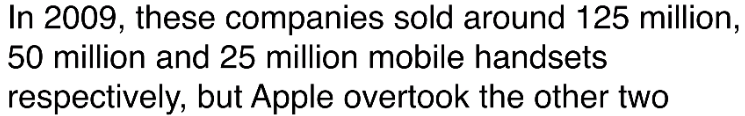 In 2009, these companies sold around 125 million,
50 million and 25 million mobile handsets
respectively, but Apple overtook the other two